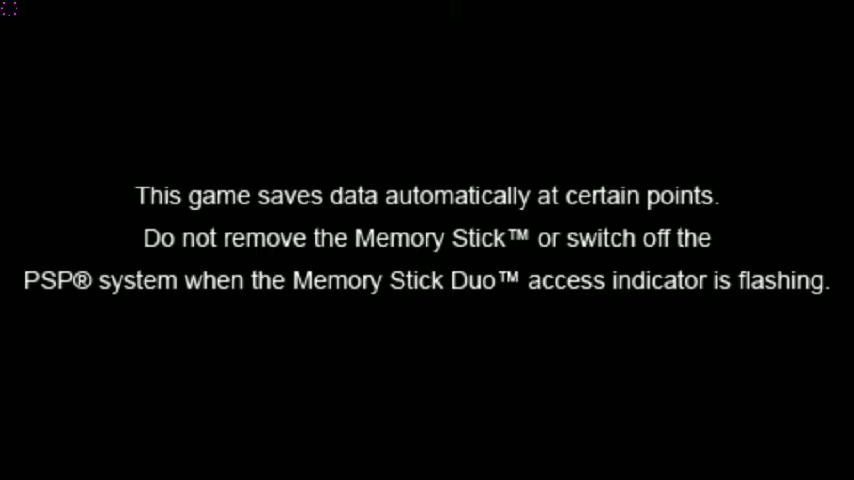 This game saves data automatically at certain points.
Do not remove the Memory Stick™ or switch off the
PSP® system when the Memory Stick Duo™ access indicator is flashing.